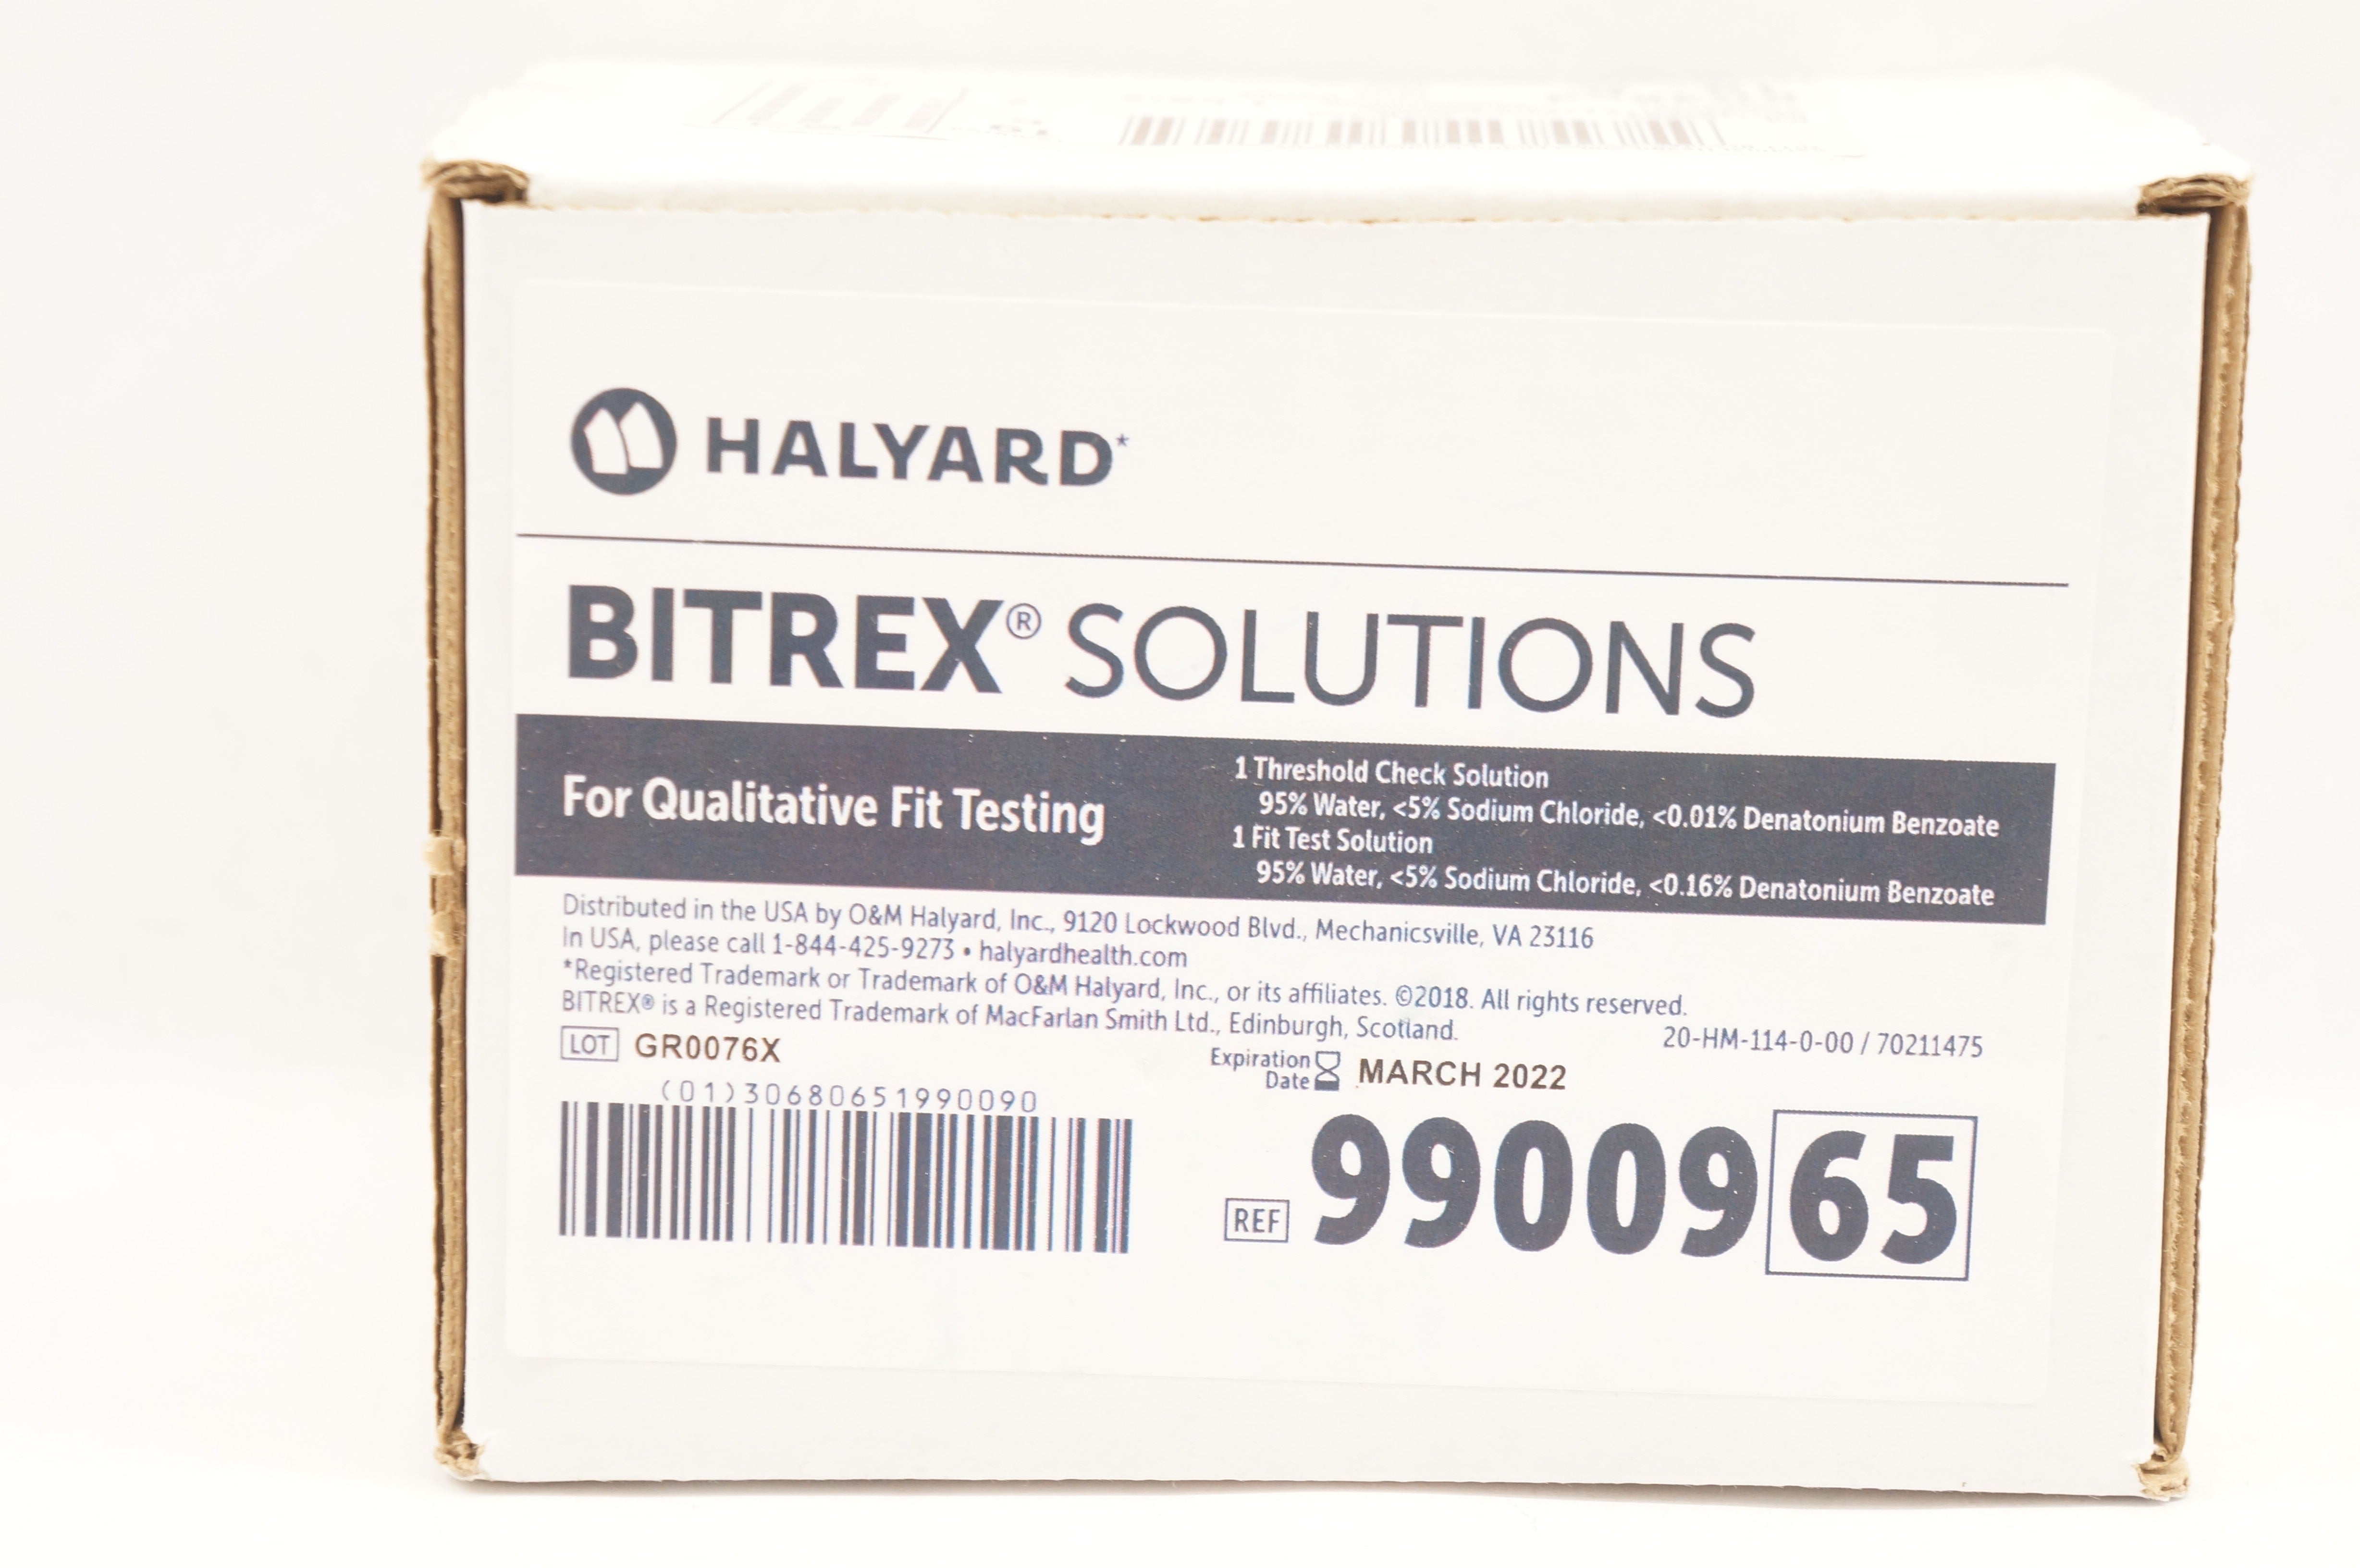 HALYARD*
BITREX® SOLUTIONS
For Qualitative Fit Testing
1 Threshold Check Solution
95% Water, <5% Sodium Chloride, <0.01% Denatonium Benzoate
1 Fit Test Solution
95% Water, <5% Sodium Chloride, <0.16% Denatonium Benzoate
Distributed in the USA by O&M Halyard, Inc., 9120 Lockwood Blvd., Mechanicsville, VA 23116
In USA, please call 1-844-425-9273 • halyardhealth.com
*Registered Trademark or Trademark of O&M Halyard, Inc., or its affiliates. ©2018. All rights reserved.
BITREX® is a Registered Trademark of MacFarlan Smith Ltd., Edinburgh, Scotland.
20-HM-114-0-00 / 70211475
LOT GR0076X
Expiration Date MARCH 2022
(01)30680651990090
REF 9900965